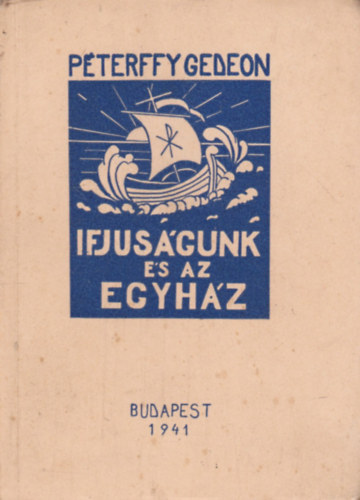 PÉTERFFY GEDEON
IFJUSÁGUNK
ÉS AZ
EGYHÁZ
BUDAPEST
1941